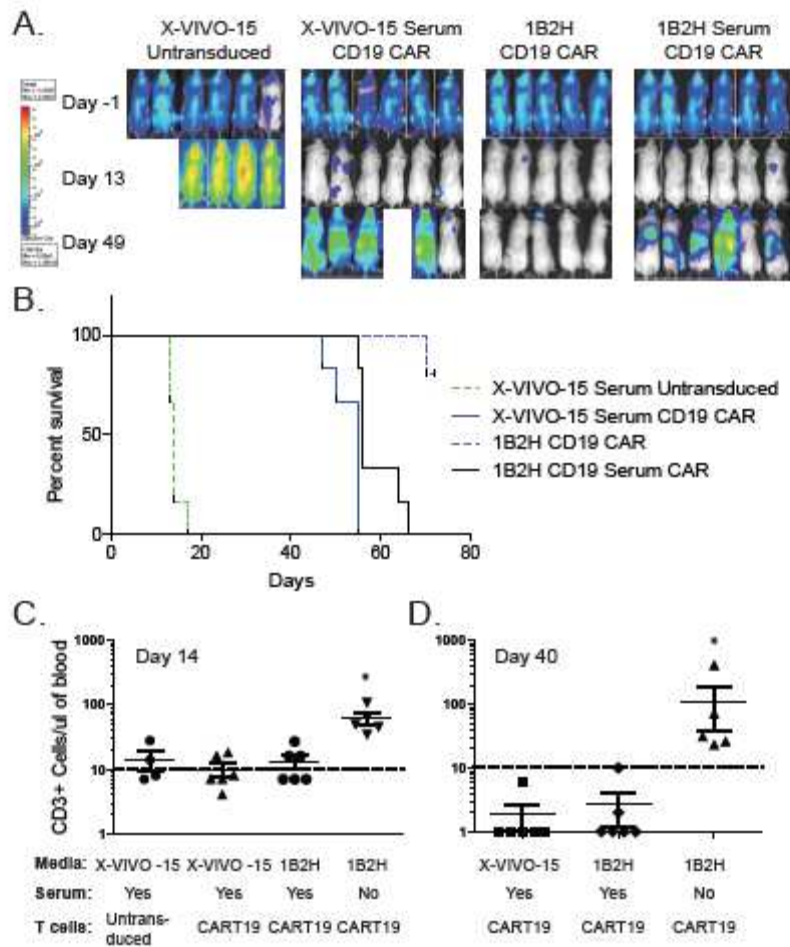 A.
X-VIVO-15 Untransduced
X-VIVO-15 Serum CD19 CAR
1B2H CD19 CAR
1B2H Serum CD19 CAR
Day -1
Day 13
Day 49
B.
Percent survival
100
50
0
0 20 40 60 80
Days
X-VIVO-15 Serum Untransduced
X-VIVO-15 Serum CD19 CAR
1B2H CD19 CAR
1B2H CD19 Serum CAR
C.
CD3+ Cells/ul of blood
1000
100
10
1
Day 14
*
D.
1000
100
10
1
Day 40
*
Media: X-VIVO -15 X-VIVO -15 1B2H 1B2H
Serum: Yes Yes Yes No
T cells: Untrans-duced CART19 CART19 CART19
X-VIVO-15 1B2H 1B2H
Yes Yes No
CART19 CART19 CART19